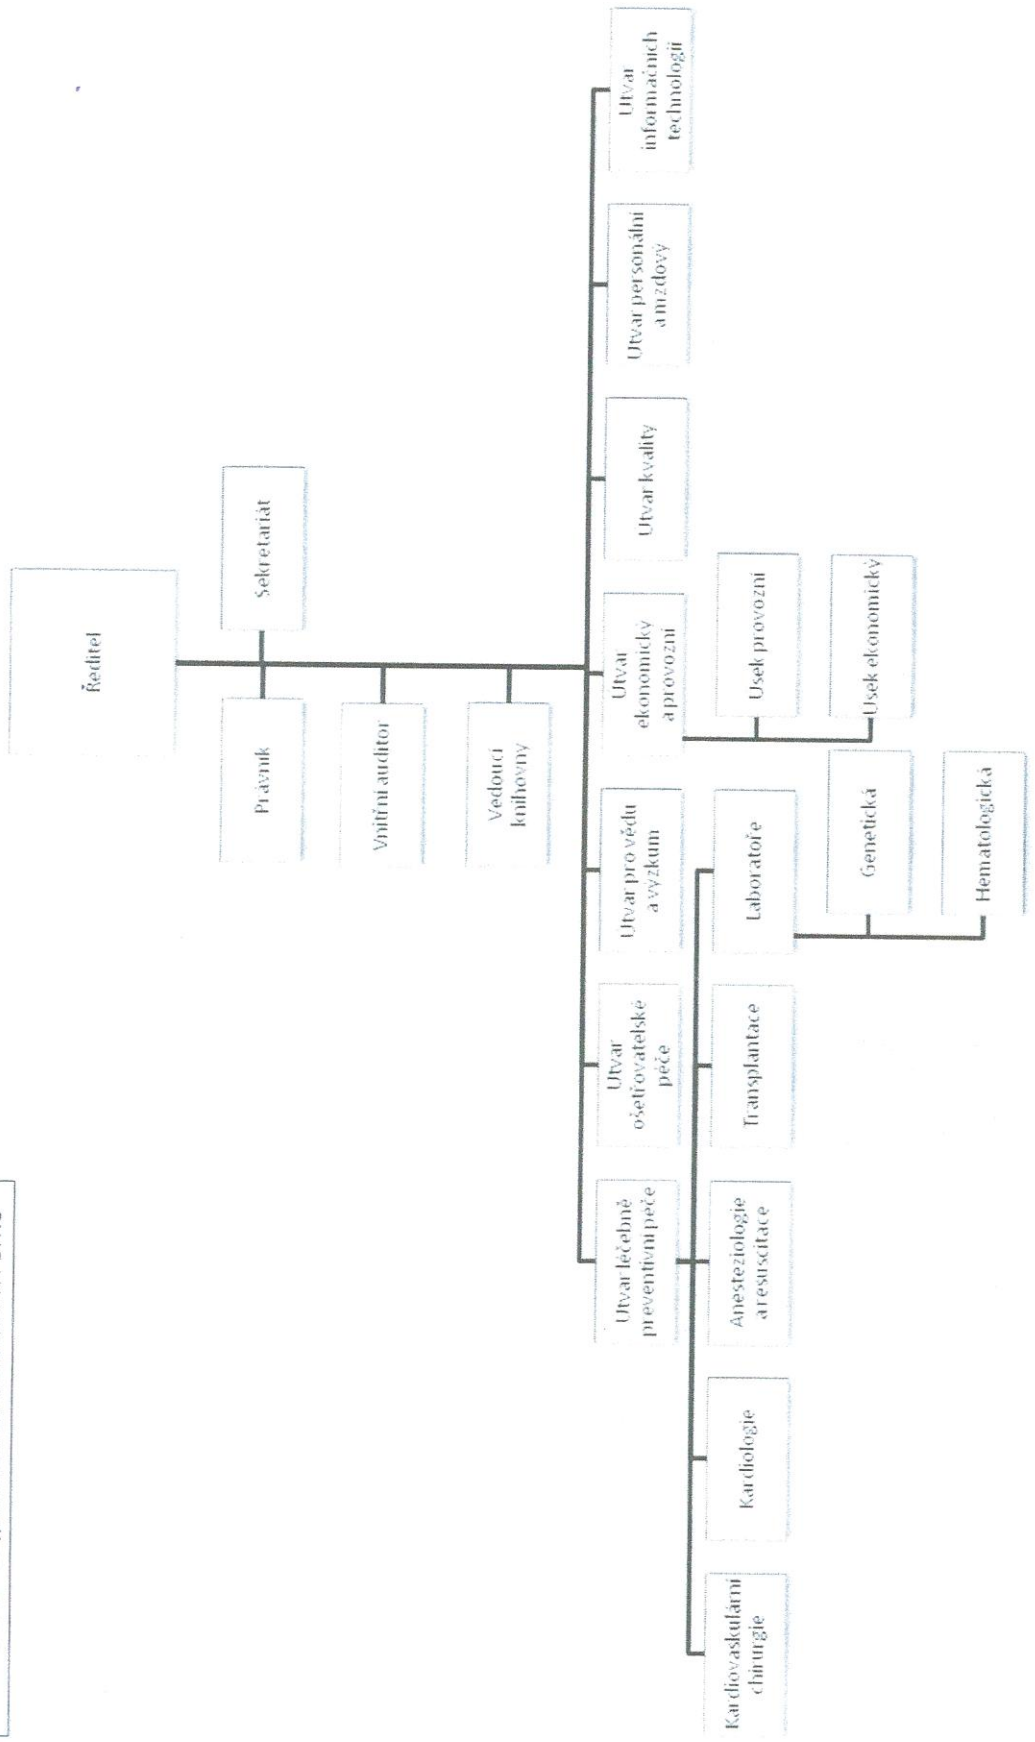 Ředitel
Sekretariát
Právník
Vnitřní auditor
Vedoucí
knihovny
Útvar léčebně
preventivní péče
Útvar
ošetřovatelské
péče
Útvar pro vědu
a výzkum
Útvar
ekonomický
a provozní
Útvar kvality
Útvar personální
a mzdový
Útvar
informačních
technologií
Kardiovaskulární
chirurgie
Kardiologie
Anesteziologie
a resuscitace
Transplantace
Laboratoře
Genetická
Hematologická
Úsek provozní
Úsek ekonomický